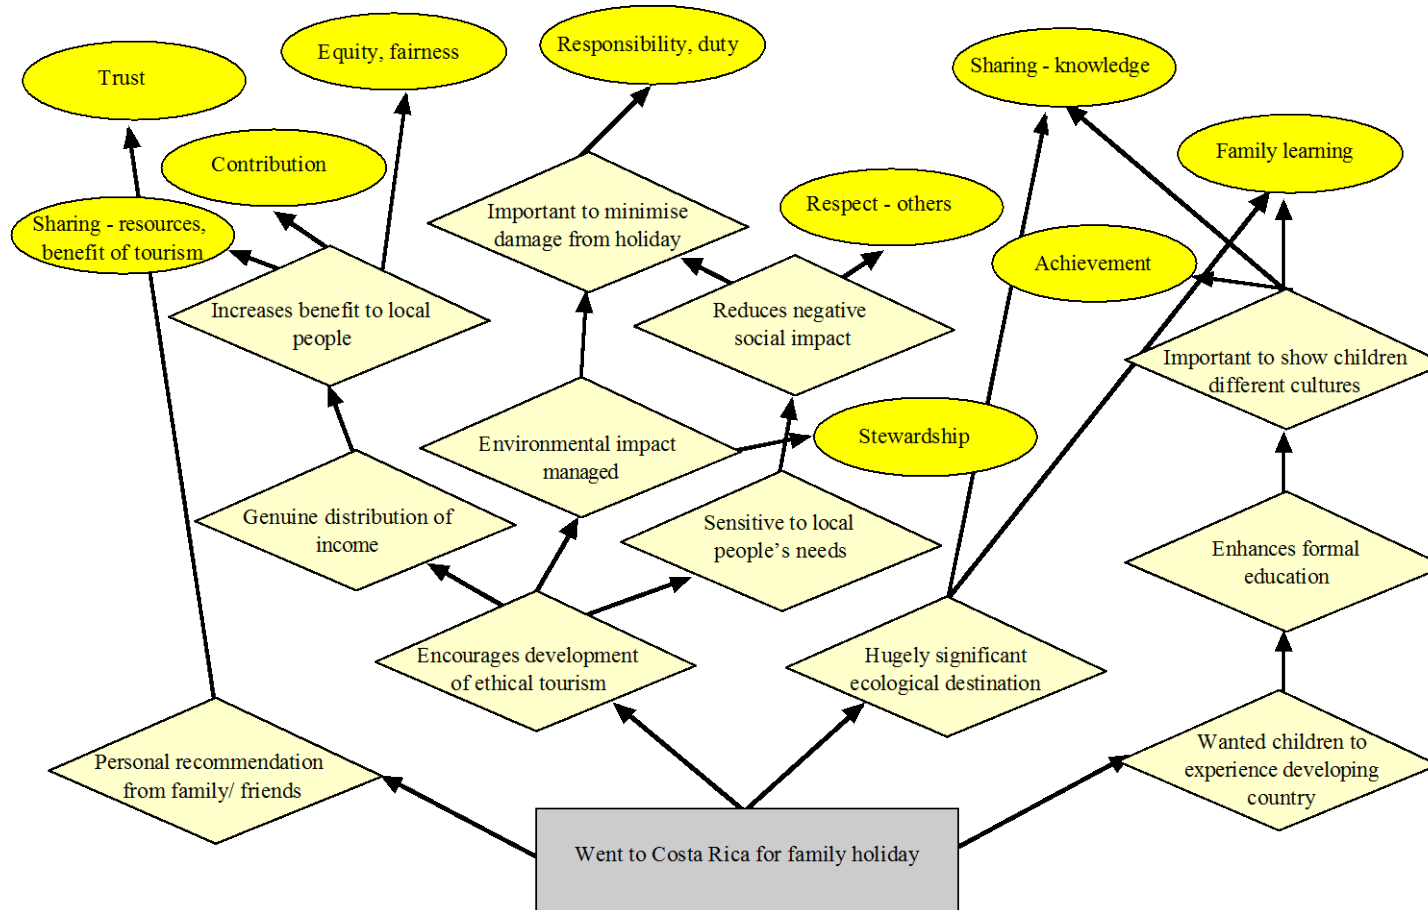 Equity, fairness
Responsibility, duty
Sharing - knowledge
Trust
Contribution
Family learning
Sharing - resources,
benefit of tourism
Important to minimise
damage from holiday
Respect - others
Achievement
Increases benefit to local
people
Reduces negative
social impact
Important to show children
different cultures
Environmental impact
managed
Stewardship
Genuine distribution of
income
Sensitive to local
people’s needs
Enhances formal
education
Encourages development
of ethical tourism
Hugely significant
ecological destination
Personal recommendation
from family/ friends
Wanted children to
experience developing
country
Went to Costa Rica for family holiday